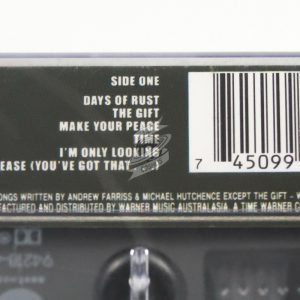 SIDE ONE
DAYS OF RUST
THE GIFT
MAKE YOUR PEACE
TIME
I'M ONLY LOOKING
EASE (YOU'VE GOT THAT
7 45099
ONGS WRITTEN BY ANDREW FARRISS & MICHAEL HUTCHENCE EXCEPT THE GIFT -
FACTURED AND DISTRIBUTED BY WARNER MUSIC AUSTRALASIA, A TIME WARNER C